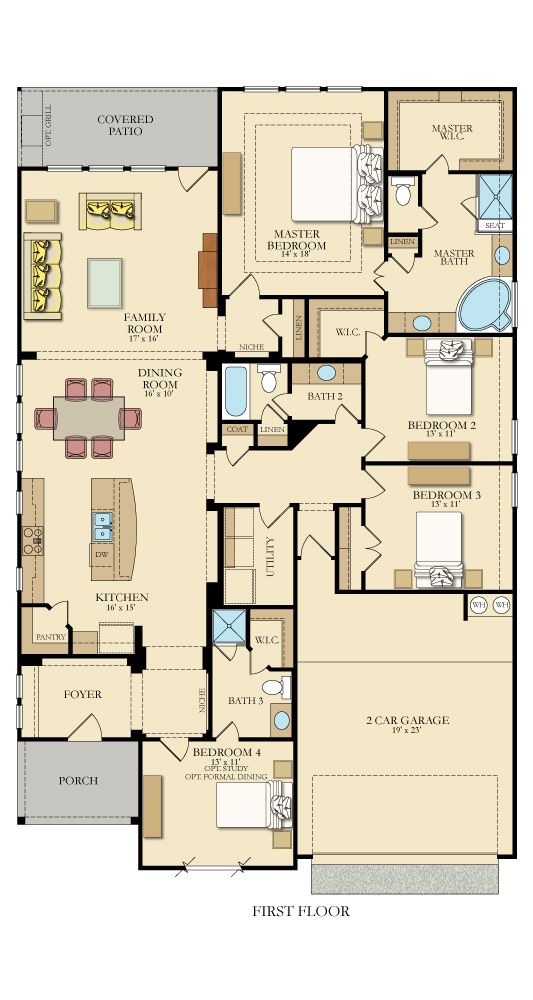 COVERED
PATIO
OPT. GRILL
MASTER
W.I.C.
MASTER
BEDROOM
14' x 18'
LINEN
SEAT
MASTER
BATH
FAMILY
ROOM
17' x 16'
NICHE
LINEN
W.I.C.
DINING
ROOM
16' x 10'
BATH 2
COAT
LINEN
BEDROOM 2
13' x 11'
BEDROOM 3
13' x 11'
DW
UTILITY
KITCHEN
16' x 15'
WH
WH
PANTRY
W.I.C.
FOYER
NICHE
BATH 3
2 CAR GARAGE
19' x 23'
PORCH
BEDROOM 4
13' x 11'
OPT. STUDY
OPT. FORMAL DINING
FIRST FLOOR